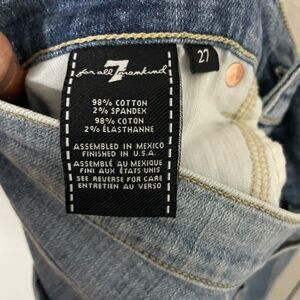 for all 7 mankind
27
98% COTTON
2% SPANDEX
98% COTON
2% ÉLASTHANNE
ASSEMBLED IN MEXICO
FINISHED IN U.S.A.
ASSEMBLÉ AU MEXIQUE
FINI AUX ÉTATS-UNIS
SEE REVERSE FOR CARE
ENTRETIEN AU VERSO